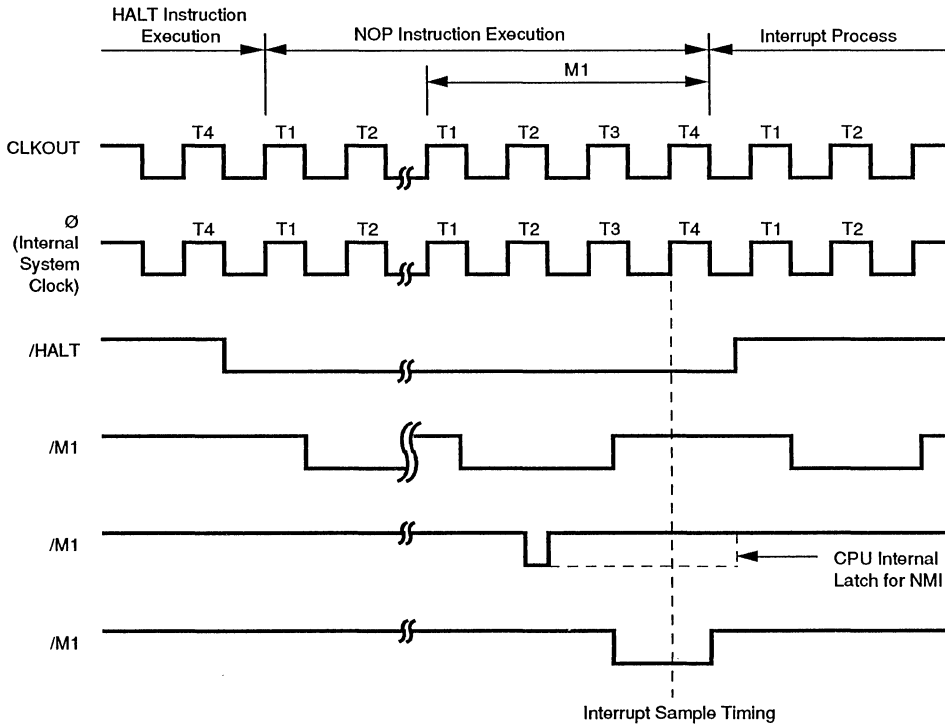 HALT Instruction
Execution
NOP Instruction Execution
Interrupt Process
M1
T4 T1 T2 T1 T2 T3 T4 T1 T2
CLKOUT
Ø
(Internal
System
Clock)
T4 T1 T2 T1 T2 T3 T4 T1 T2
/HALT
/M1
/M1
CPU Internal
Latch for NMI
/M1
Interrupt Sample Timing